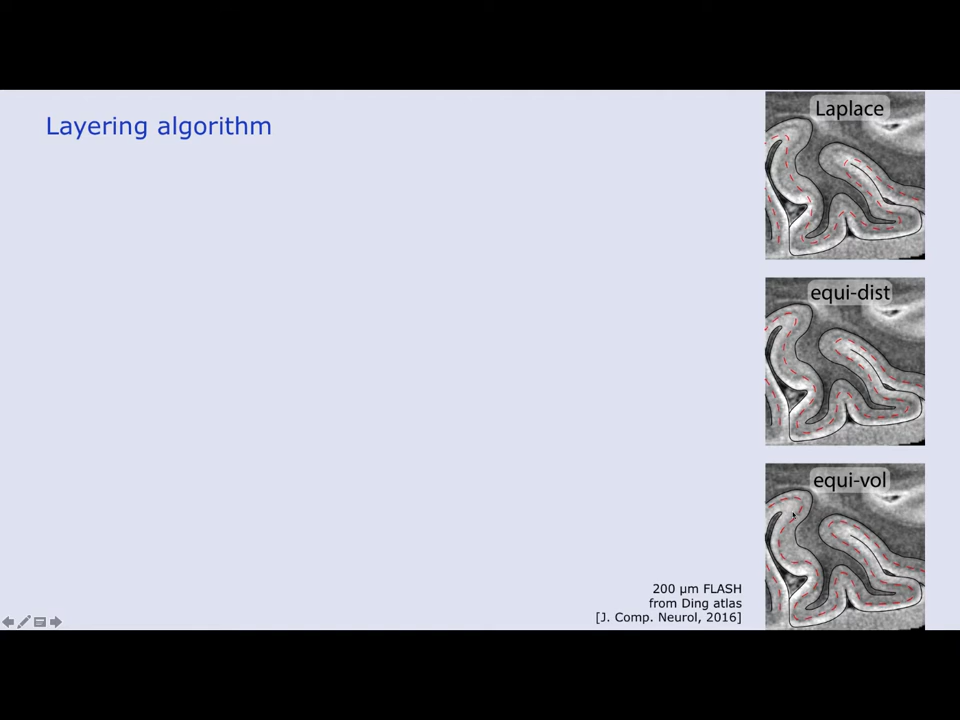 Layering algorithm
Laplace
equi-dist
equi-vol
200 µm FLASH
from Ding atlas
[J. Comp. Neurol, 2016]